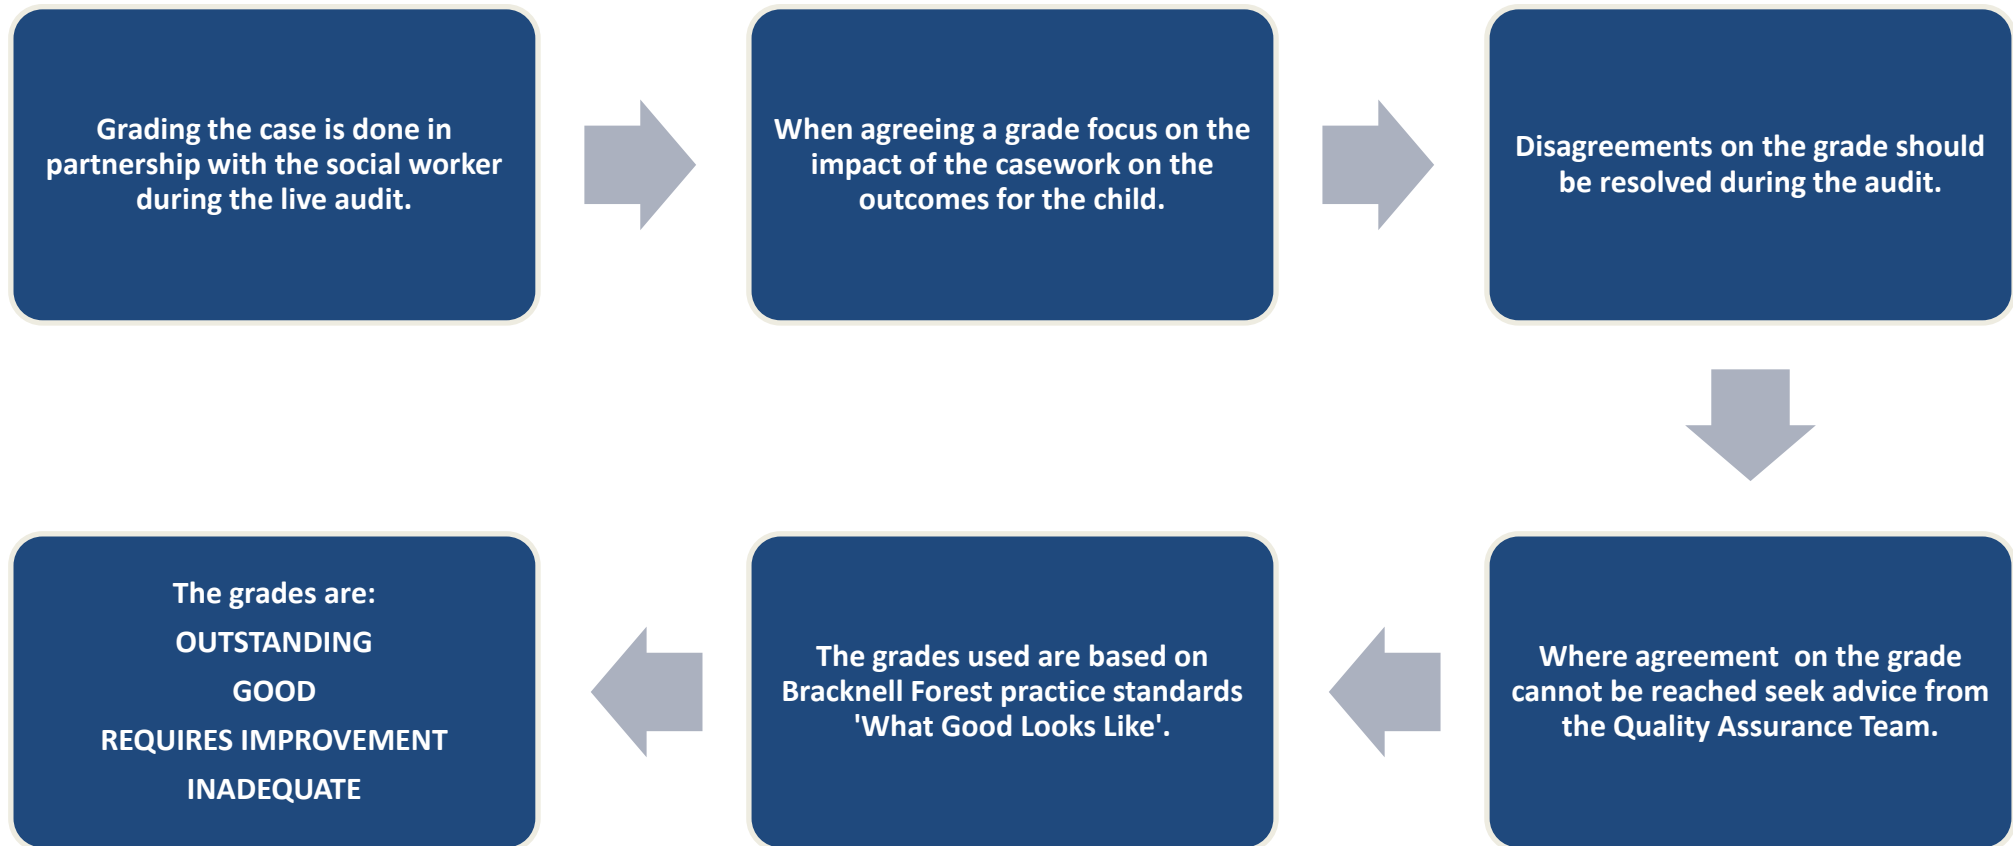 Grading the case is done in
partnership with the social worker
during the live audit.
When agreeing a grade focus on the
impact of the casework on the
outcomes for the child.
Disagreements on the grade should
be resolved during the audit.
Where agreement  on the grade
cannot be reached seek advice from
the Quality Assurance Team.
The grades used are based on
Bracknell Forest practice standards
'What Good Looks Like'.
The grades are:
OUTSTANDING
GOOD
REQUIRES IMPROVEMENT
INADEQUATE